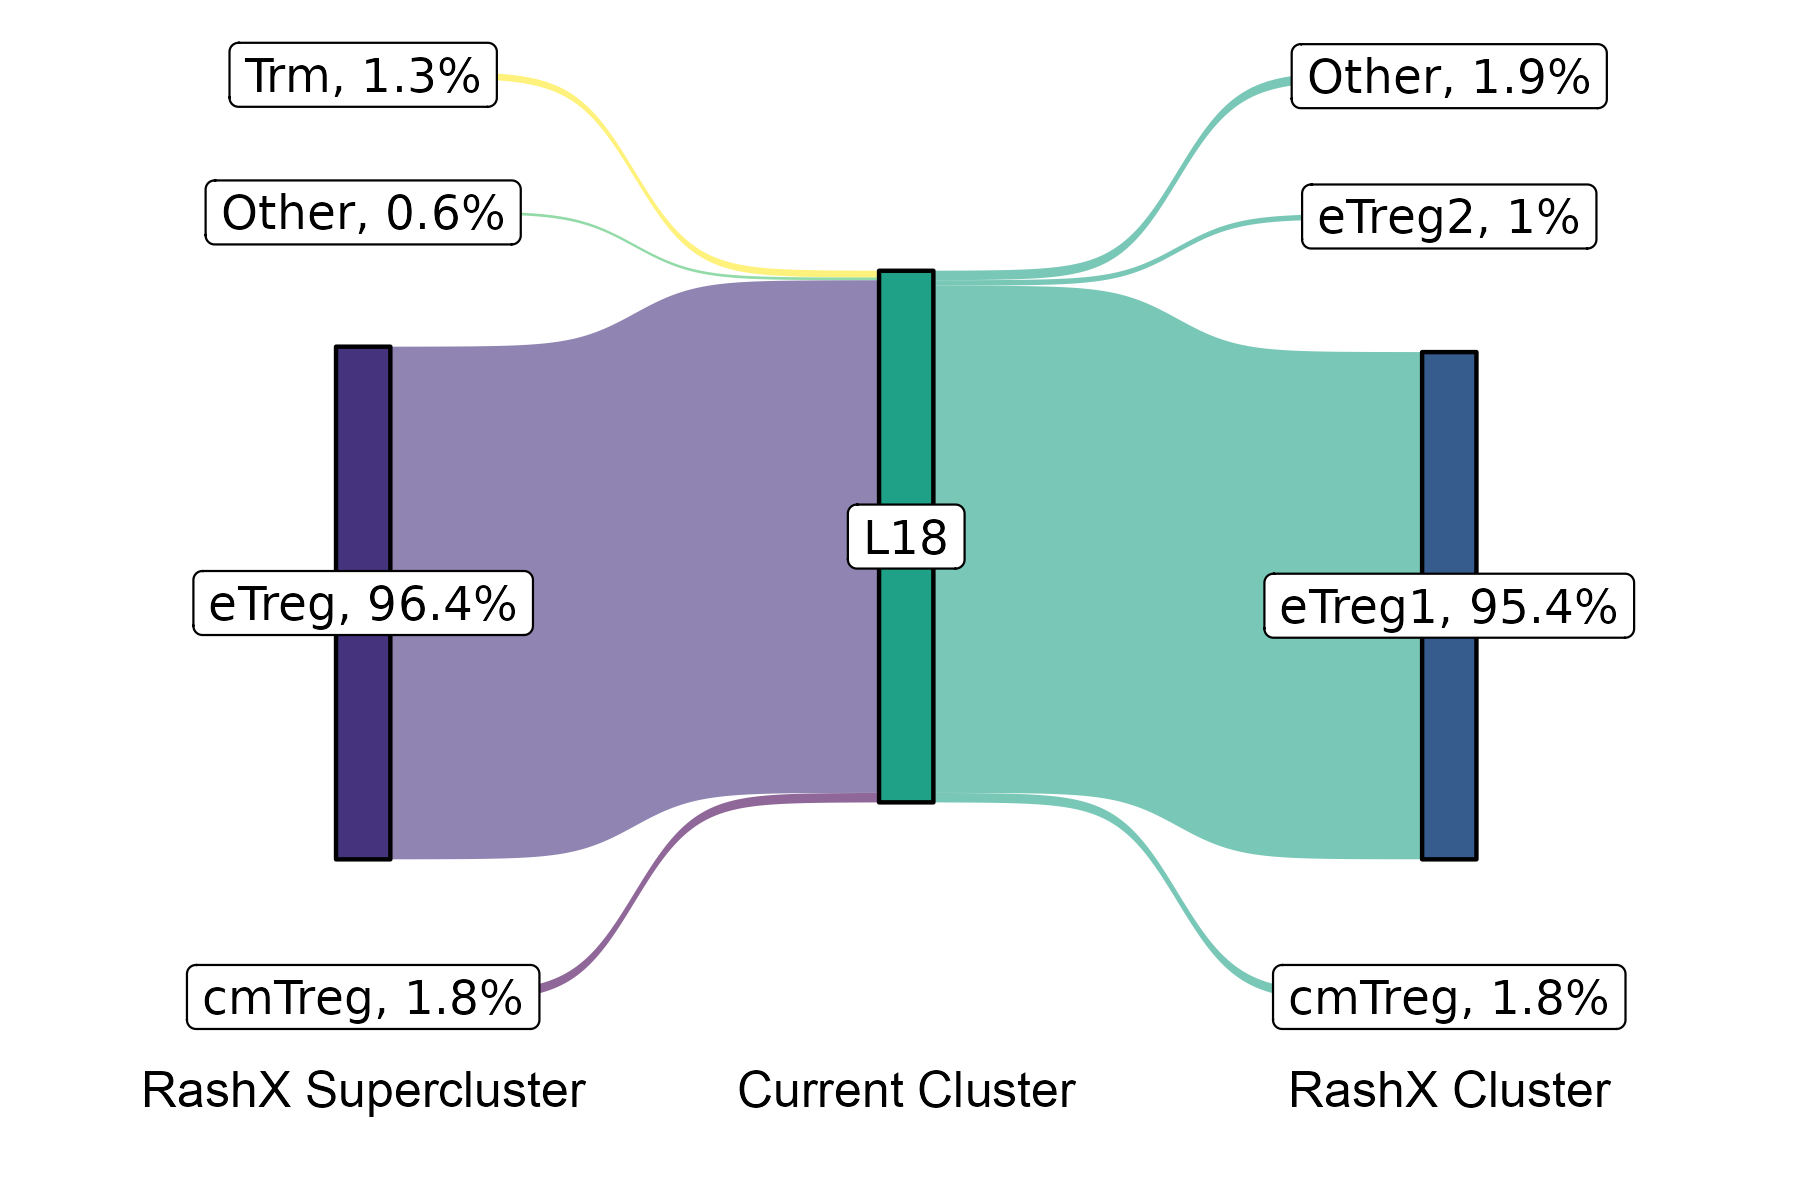 Trm, 1.3%
Other, 0.6%
eTreg, 96.4%
cmTreg, 1.8%
RashX Supercluster
L18
Current Cluster
Other, 1.9%
eTreg2, 1%
eTreg1, 95.4%
cmTreg, 1.8%
RashX Cluster